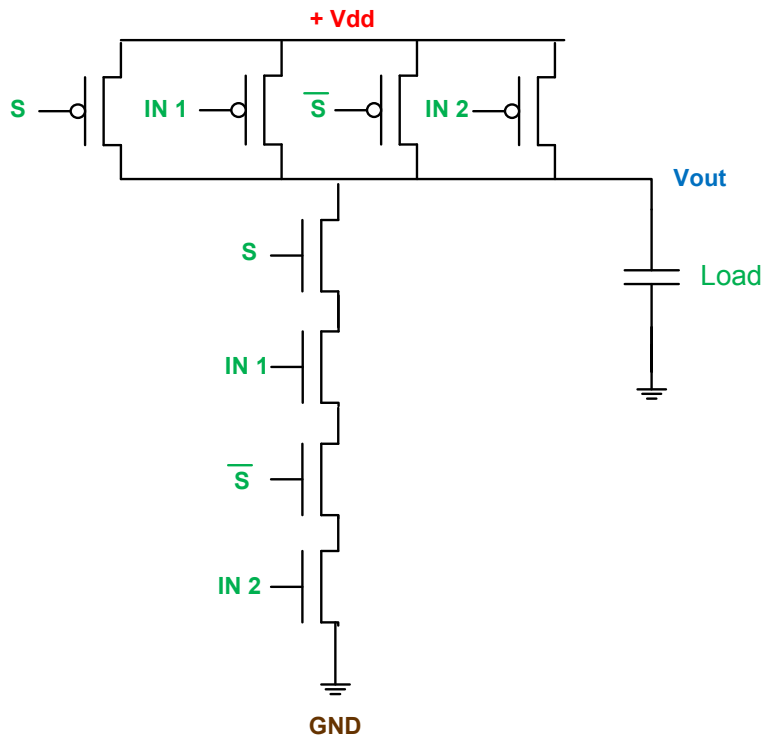 + Vdd
S IN 1 S̅ IN 2
Vout
S
Load
IN 1
S̅
IN 2
GND